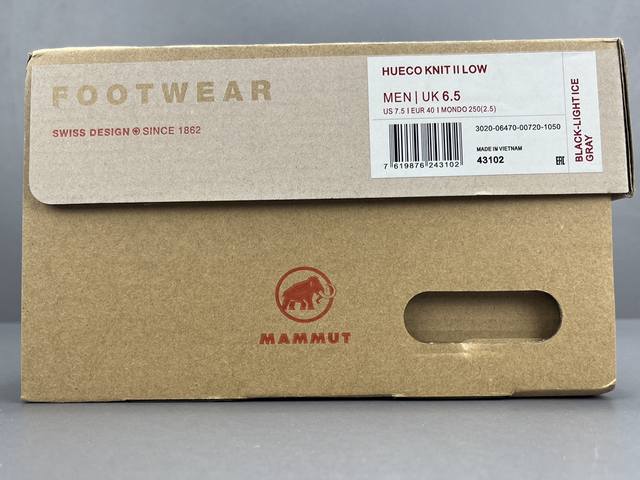 FOOTWEAR
SWISS DESIGN SINCE 1862
HUECO KNIT II LOW
MEN | UK 6.5
US 7.5 | EUR 40 | MONDO 250(2.5)
3020-06470-00720-1050
MADE IN VIETNAM
43102
7 619876 243102
EAC
BLACK-LIGHT ICE
GRAY
MAMMUT